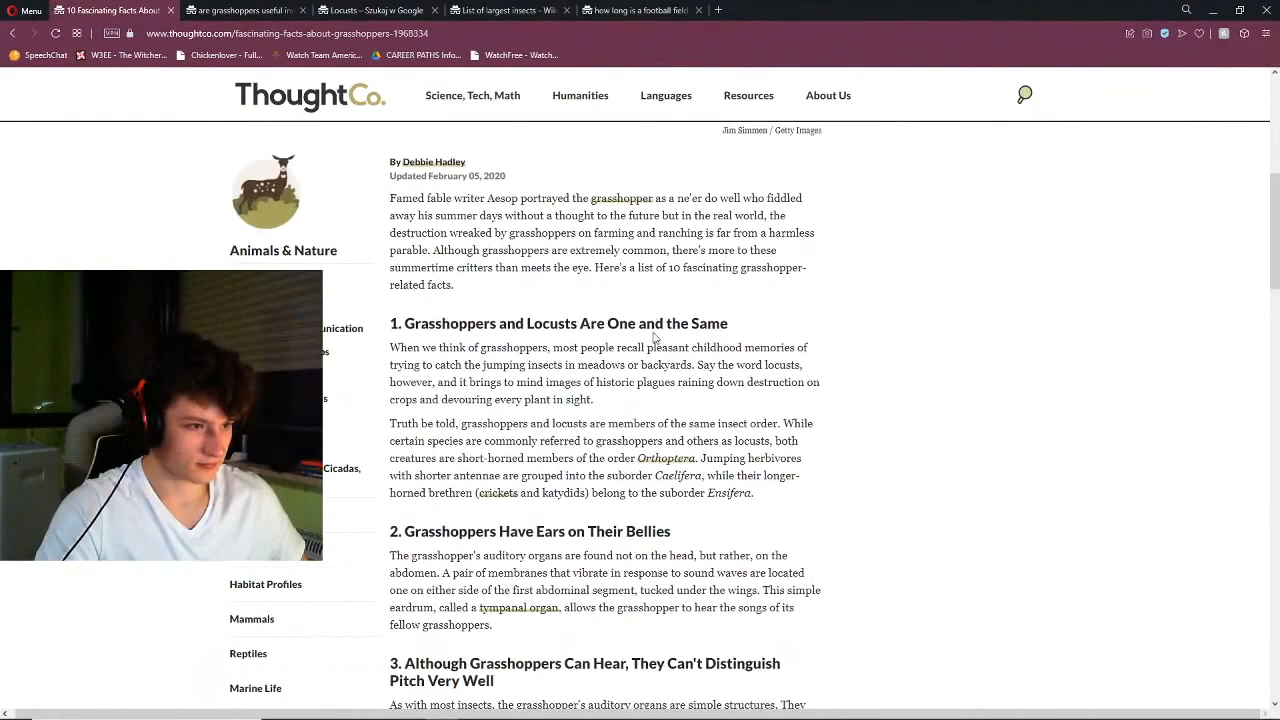 Menu
10 Fascinating Facts About
are grasshoppers useful in
Locusts – Szukaj w Google
List of largest insects - Wik
how long is a football field
VPN
www.thoughtco.com/fascinating-facts-about-grasshoppers-1968334
SpeechChat
W3EE - The Witcher...
Chickenlover - Full...
Watch Team Americ...
CAREER PATHS Info...
WatchFree - Watch...
ThoughtCo.
Science, Tech, Math
Humanities
Languages
Resources
About Us
Jim Simmen / Getty Images
By Debbie Hadley
Updated February 05, 2020
Famed fable writer Aesop portrayed the grasshopper as a ne'er do well who fiddled
away his summer days without a thought to the future but in the real world, the
destruction wreaked by grasshoppers on farming and ranching is far from a harmless
parable. Although grasshoppers are extremely common, there's more to these
summertime critters than meets the eye. Here's a list of 10 fascinating grasshopper-
related facts.
Animals & Nature
unication
ps
s
Cicadas,
Habitat Profiles
Mammals
Reptiles
Marine Life
1. Grasshoppers and Locusts Are One and the Same
When we think of grasshoppers, most people recall pleasant childhood memories of
trying to catch the jumping insects in meadows or backyards. Say the word locusts,
however, and it brings to mind images of historic plagues raining down destruction on
crops and devouring every plant in sight.
Truth be told, grasshoppers and locusts are members of the same insect order. While
certain species are commonly referred to grasshoppers and others as locusts, both
creatures are short-horned members of the order Orthoptera. Jumping herbivores
with shorter antennae are grouped into the suborder Caelifera, while their longer-
horned brethren (crickets and katydids) belong to the suborder Ensifera.
2. Grasshoppers Have Ears on Their Bellies
The grasshopper's auditory organs are found not on the head, but rather, on the
abdomen. A pair of membranes that vibrate in response to sound waves are located
one on either side of the first abdominal segment, tucked under the wings. This simple
eardrum, called a tympanal organ, allows the grasshopper to hear the songs of its
fellow grasshoppers.
3. Although Grasshoppers Can Hear, They Can't Distinguish
Pitch Very Well
As with most insects, the grasshopper's auditory organs are simple structures. They